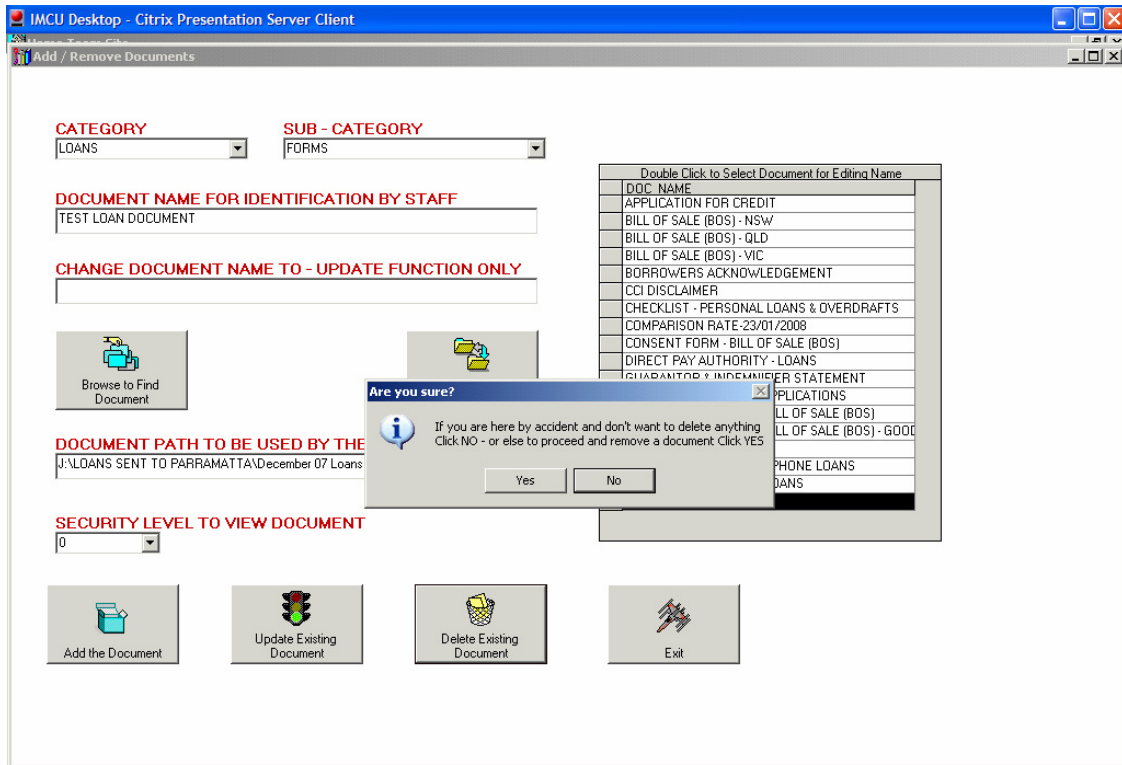 IMCU Desktop - Citrix Presentation Server Client
Add / Remove Documents
CATEGORY
SUB - CATEGORY
LOANS
FORMS
DOCUMENT NAME FOR IDENTIFICATION BY STAFF
TEST LOAN DOCUMENT
CHANGE DOCUMENT NAME TO - UPDATE FUNCTION ONLY
Browse to Find
Document
DOCUMENT PATH TO BE USED BY THE
J:\LOANS SENT TO PARRAMATTA\December 07 Loans
SECURITY LEVEL TO VIEW DOCUMENT
0
Double Click to Select Document for Editing Name
DOC_NAME
APPLICATION FOR CREDIT
BILL OF SALE (BOS) - NSW
BILL OF SALE (BOS) - QLD
BILL OF SALE (BOS) - VIC
BORROWERS ACKNOWLEDGEMENT
CCI DISCLAIMER
CHECKLIST - PERSONAL LOANS & OVERDRAFTS
COMPARISON RATE-23/01/2008
CONSENT FORM - BILL OF SALE (BOS)
DIRECT PAY AUTHORITY - LOANS
GUARANTOR & INDEMNIFIER STATEMENT
PPLICATIONS
LL OF SALE (BOS)
LL OF SALE (BOS) - GOOD
PHONE LOANS
OANS
Are you sure?
If you are here by accident and don't want to delete anything
Click NO - or else to proceed and remove a document Click YES
Yes
No
Add the Document
Update Existing
Document
Delete Existing
Document
Exit